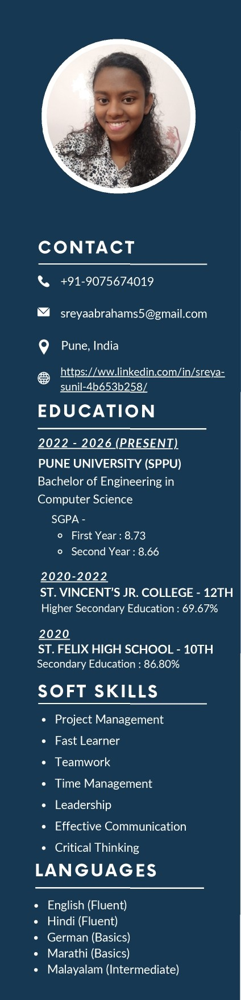 CONTACT
+91-9075674019
sreyaabrahams5@gmail.com
Pune, India
https://ww.linkedin.com/in/sreya-
sunil-4b653b258/
EDUCATION
2022 - 2026 (PRESENT)
PUNE UNIVERSITY (SPPU)
Bachelor of Engineering in
Computer Science
SGPA -
First Year : 8.73
Second Year : 8.66
2020-2022
ST. VINCENT'S JR. COLLEGE - 12TH
Higher Secondary Education : 69.67%
2020
ST. FELIX HIGH SCHOOL - 10TH
Secondary Education : 86.80%
SOFT SKILLS
• Project Management
• Fast Learner
• Teamwork
• Time Management
• Leadership
• Effective Communication
• Critical Thinking
LANGUAGES
• English (Fluent)
• Hindi (Fluent)
• German (Basics)
• Marathi (Basics)
• Malayalam (Intermediate)